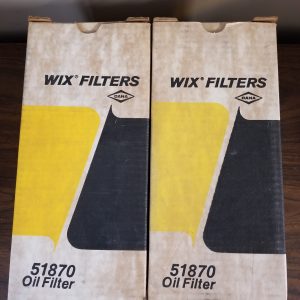 WIX® FILTERS
DANA
51870
Oil Filter
WIX® FILTERS
DANA
51870
Oil Filter